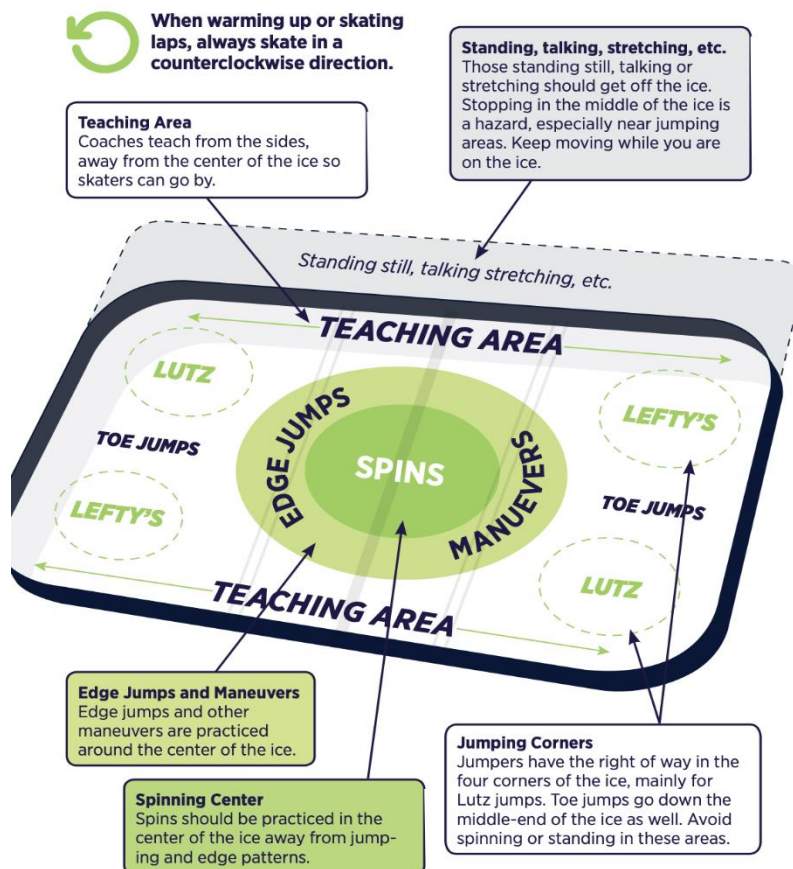 When warming up or skating
laps, always skate in a
counterclockwise direction.
Standing, talking, stretching, etc.
Those standing still, talking or
stretching should get off the ice.
Stopping in the middle of the ice is
a hazard, especially near jumping
areas. Keep moving while you are
on the ice.
Teaching Area
Coaches teach from the sides,
away from the center of the ice so
skaters can go by.
Standing still, talking stretching, etc.
TEACHING AREA
LUTZ
LEFTY'S
TOE JUMPS
EDGE JUMPS
SPINS
MANUEVERS
TOE JUMPS
LEFTY'S
LUTZ
TEACHING AREA
Edge Jumps and Maneuvers
Edge jumps and other
maneuvers are practiced
around the center of the ice.
Jumping Corners
Jumpers have the right of way in the
four corners of the ice, mainly for
Lutz jumps. Toe jumps go down the
middle-end of the ice as well. Avoid
spinning or standing in these areas.
Spinning Center
Spins should be practiced in the
center of the ice away from jump-
ing and edge patterns.